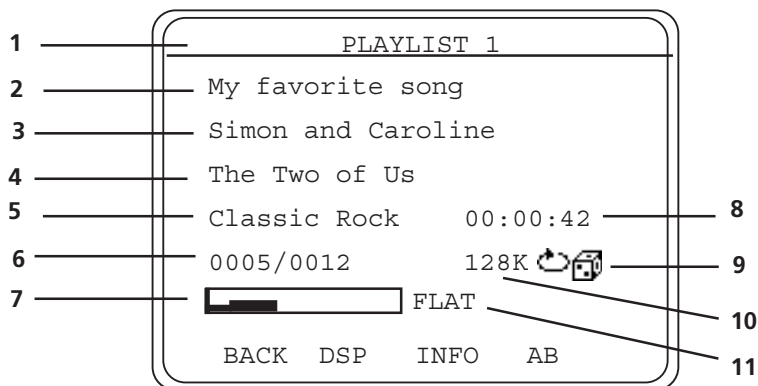 1 PLAYLIST 1
2 My favorite song
3 Simon and Caroline
4 The Two of Us
5 Classic Rock 00:00:42 8
6 0005/0012 128K 9
7 FLAT 10
BACK DSP INFO AB 11